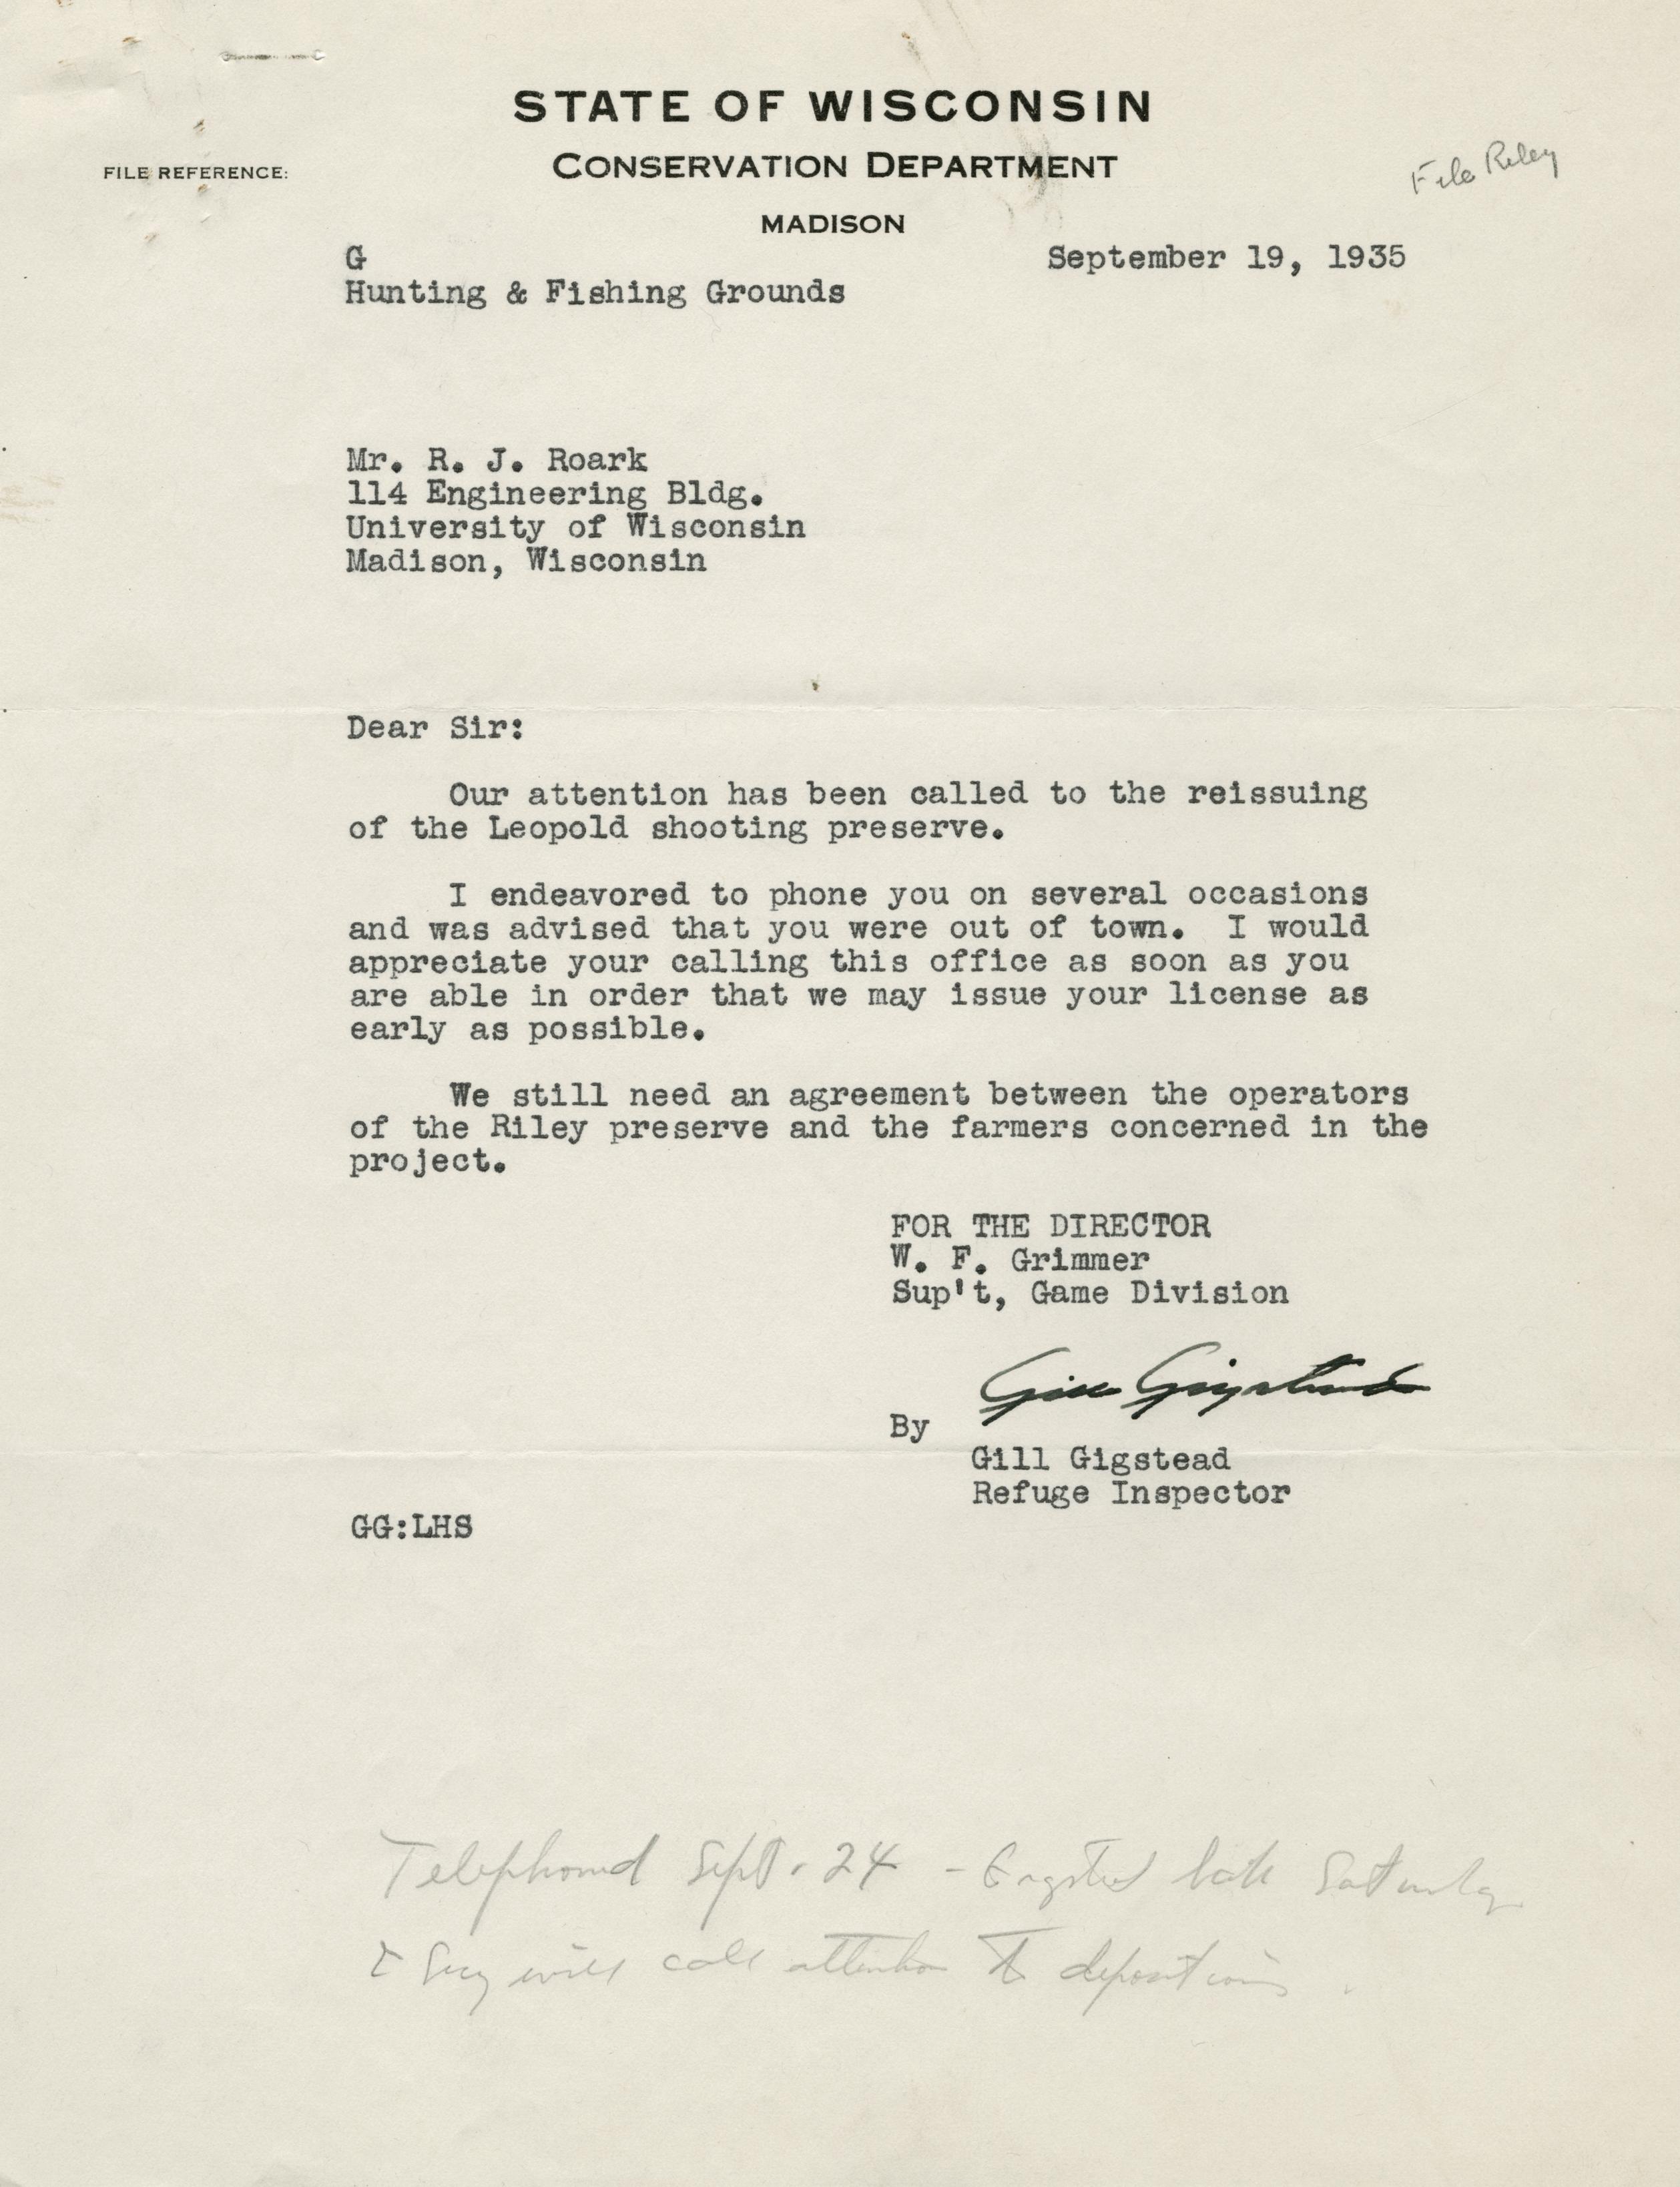 STATE OF WISCONSIN
CONSERVATION DEPARTMENT
FILE REFERENCE:
File Riley
MADISON
G
September 19, 1935
Hunting & Fishing Grounds
Mr. R. J. Roark
114 Engineering Bldg.
University of Wisconsin
Madison, Wisconsin
Dear Sir:
Our attention has been called to the reissuing
of the Leopold shooting preserve.
I endeavored to phone you on several occasions
and was advised that you were out of town. I would
appreciate your calling this office as soon as you
are able in order that we may issue your license as
early as possible.
We still need an agreement between the operators
of the Riley preserve and the farmers concerned in the
project.
FOR THE DIRECTOR
W. F. Grimmer
Sup't, Game Division
Gill Gigstead
By
Gill Gigstead
Refuge Inspector
GG:LHS
Telephoned Sept. 24 - back Saturday
will call attention to